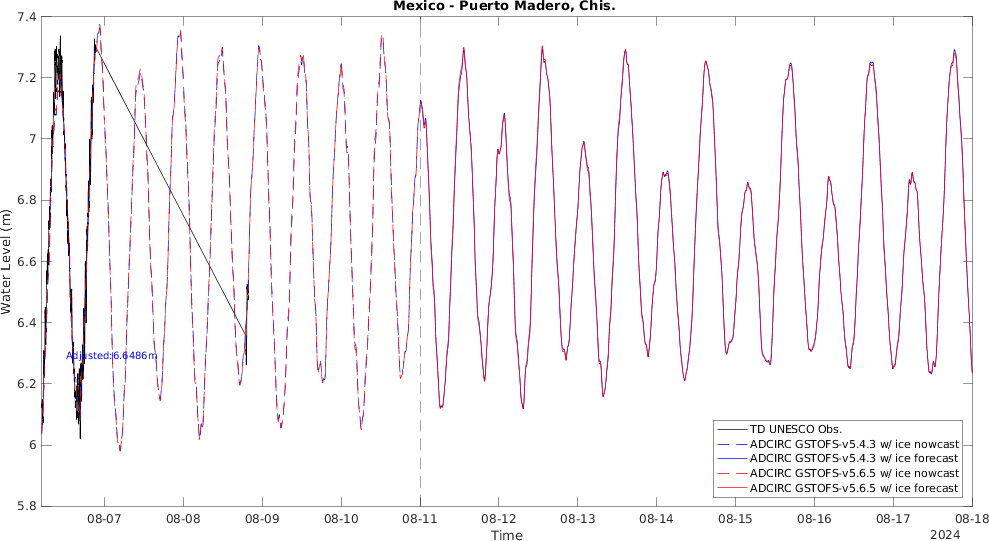 Mexico - Puerto Madero, Chis.
7.4
7.2
7
6.8
6.6
6.4
6.2
6
5.8
Water Level (m)
Adjusted:6.6486m
TD UNESCO Obs.
ADCIRC GSTOFS-v5.4.3 w/ ice nowcast
ADCIRC GSTOFS-v5.4.3 w/ ice forecast
ADCIRC GSTOFS-v5.6.5 w/ ice nowcast
ADCIRC GSTOFS-v5.6.5 w/ ice forecast
08-07 08-08 08-09 08-10 08-11 08-12 08-13 08-14 08-15 08-16 08-17 08-18
Time
2024